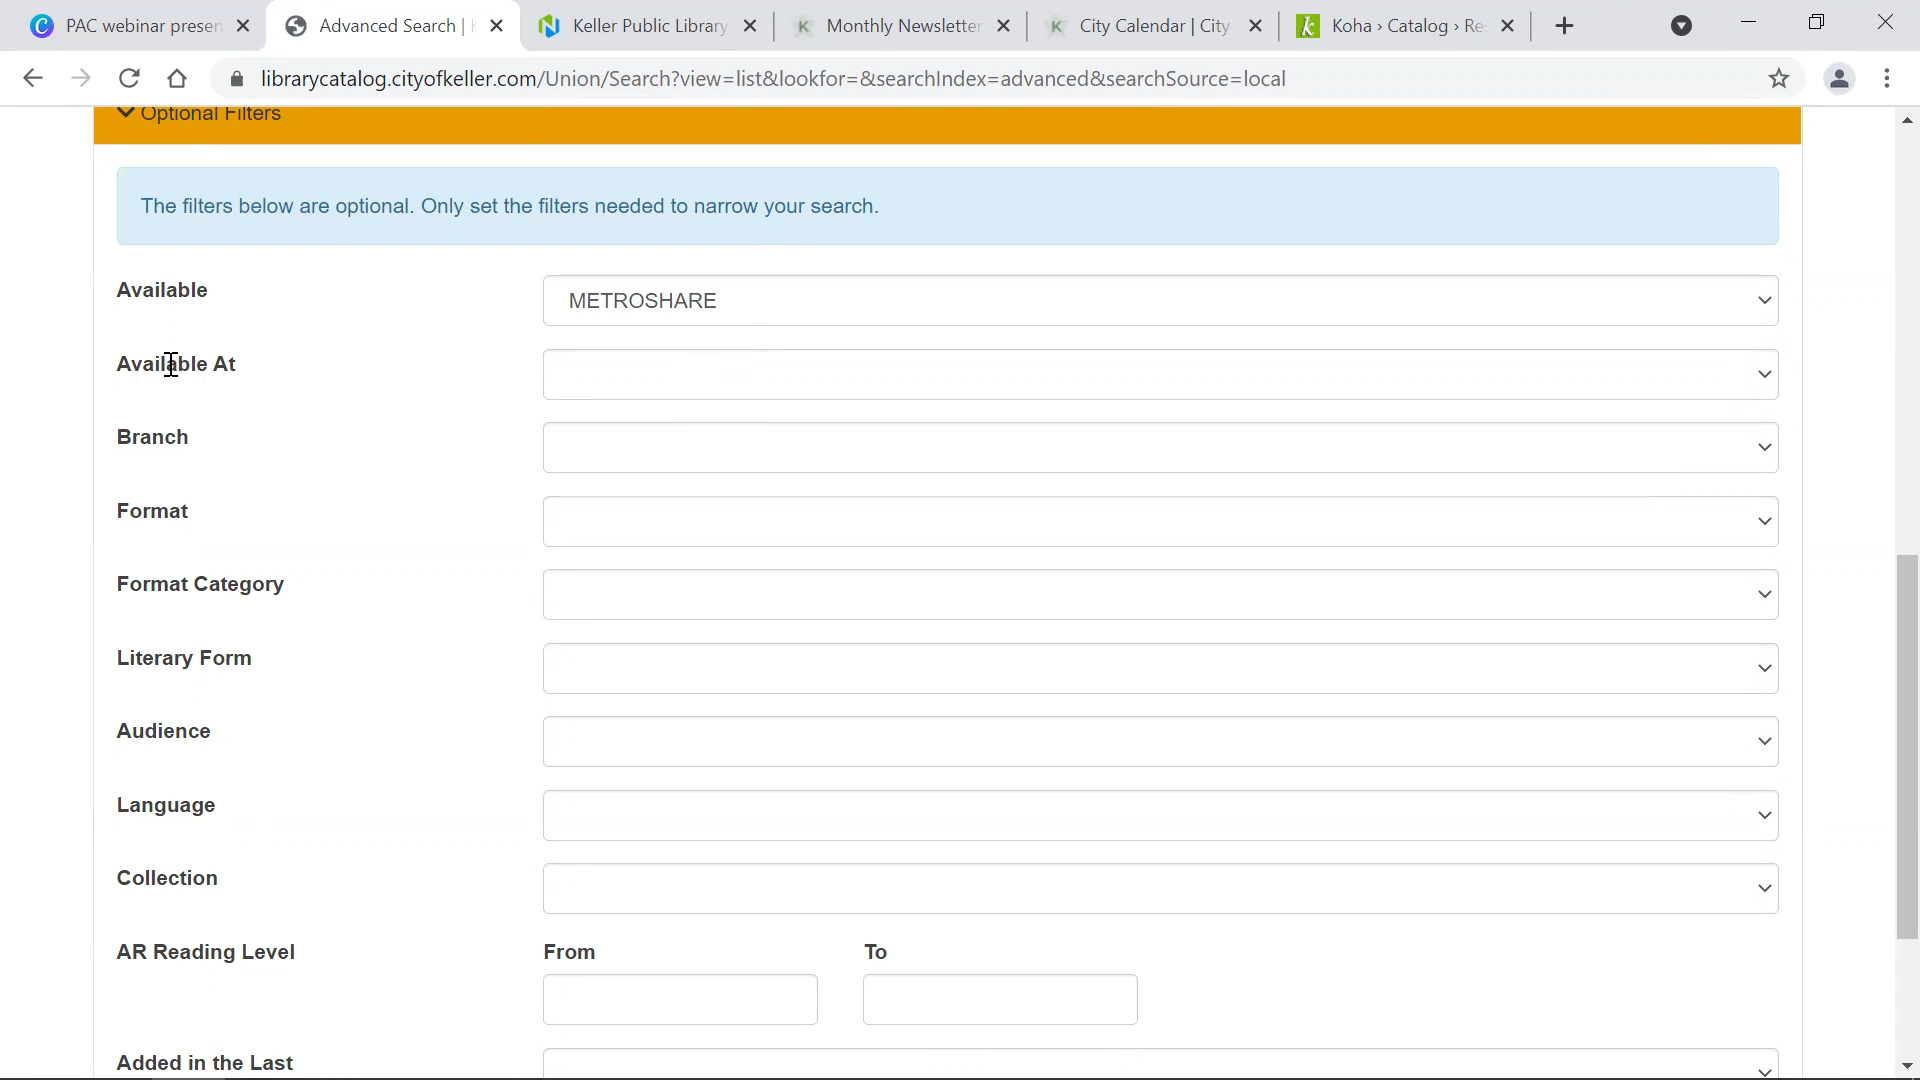 PAC webinar presen
Advanced Search |
Keller Public Library
Monthly Newsletter
City Calendar | City
Koha › Catalog › Re
librarycatalog.cityofkeller.com/Union/Search?view=list&lookfor=&searchIndex=advanced&searchSource=local
Optional Filters
The filters below are optional. Only set the filters needed to narrow your search.
Available
METROSHARE
Available At
Branch
Format
Format Category
Literary Form
Audience
Language
Collection
AR Reading Level
From
To
Added in the Last